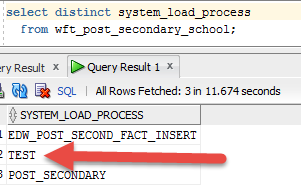 select distinct system_load_process
from wft_post_secondary_school;
Query Result
Query Result 1
SQL | All Rows Fetched: 3 in 11.674 seconds
SYSTEM_LOAD_PROCESS
1 EDW_POST_SECOND_FACT_INSERT
2 TEST
3 POST_SECONDARY